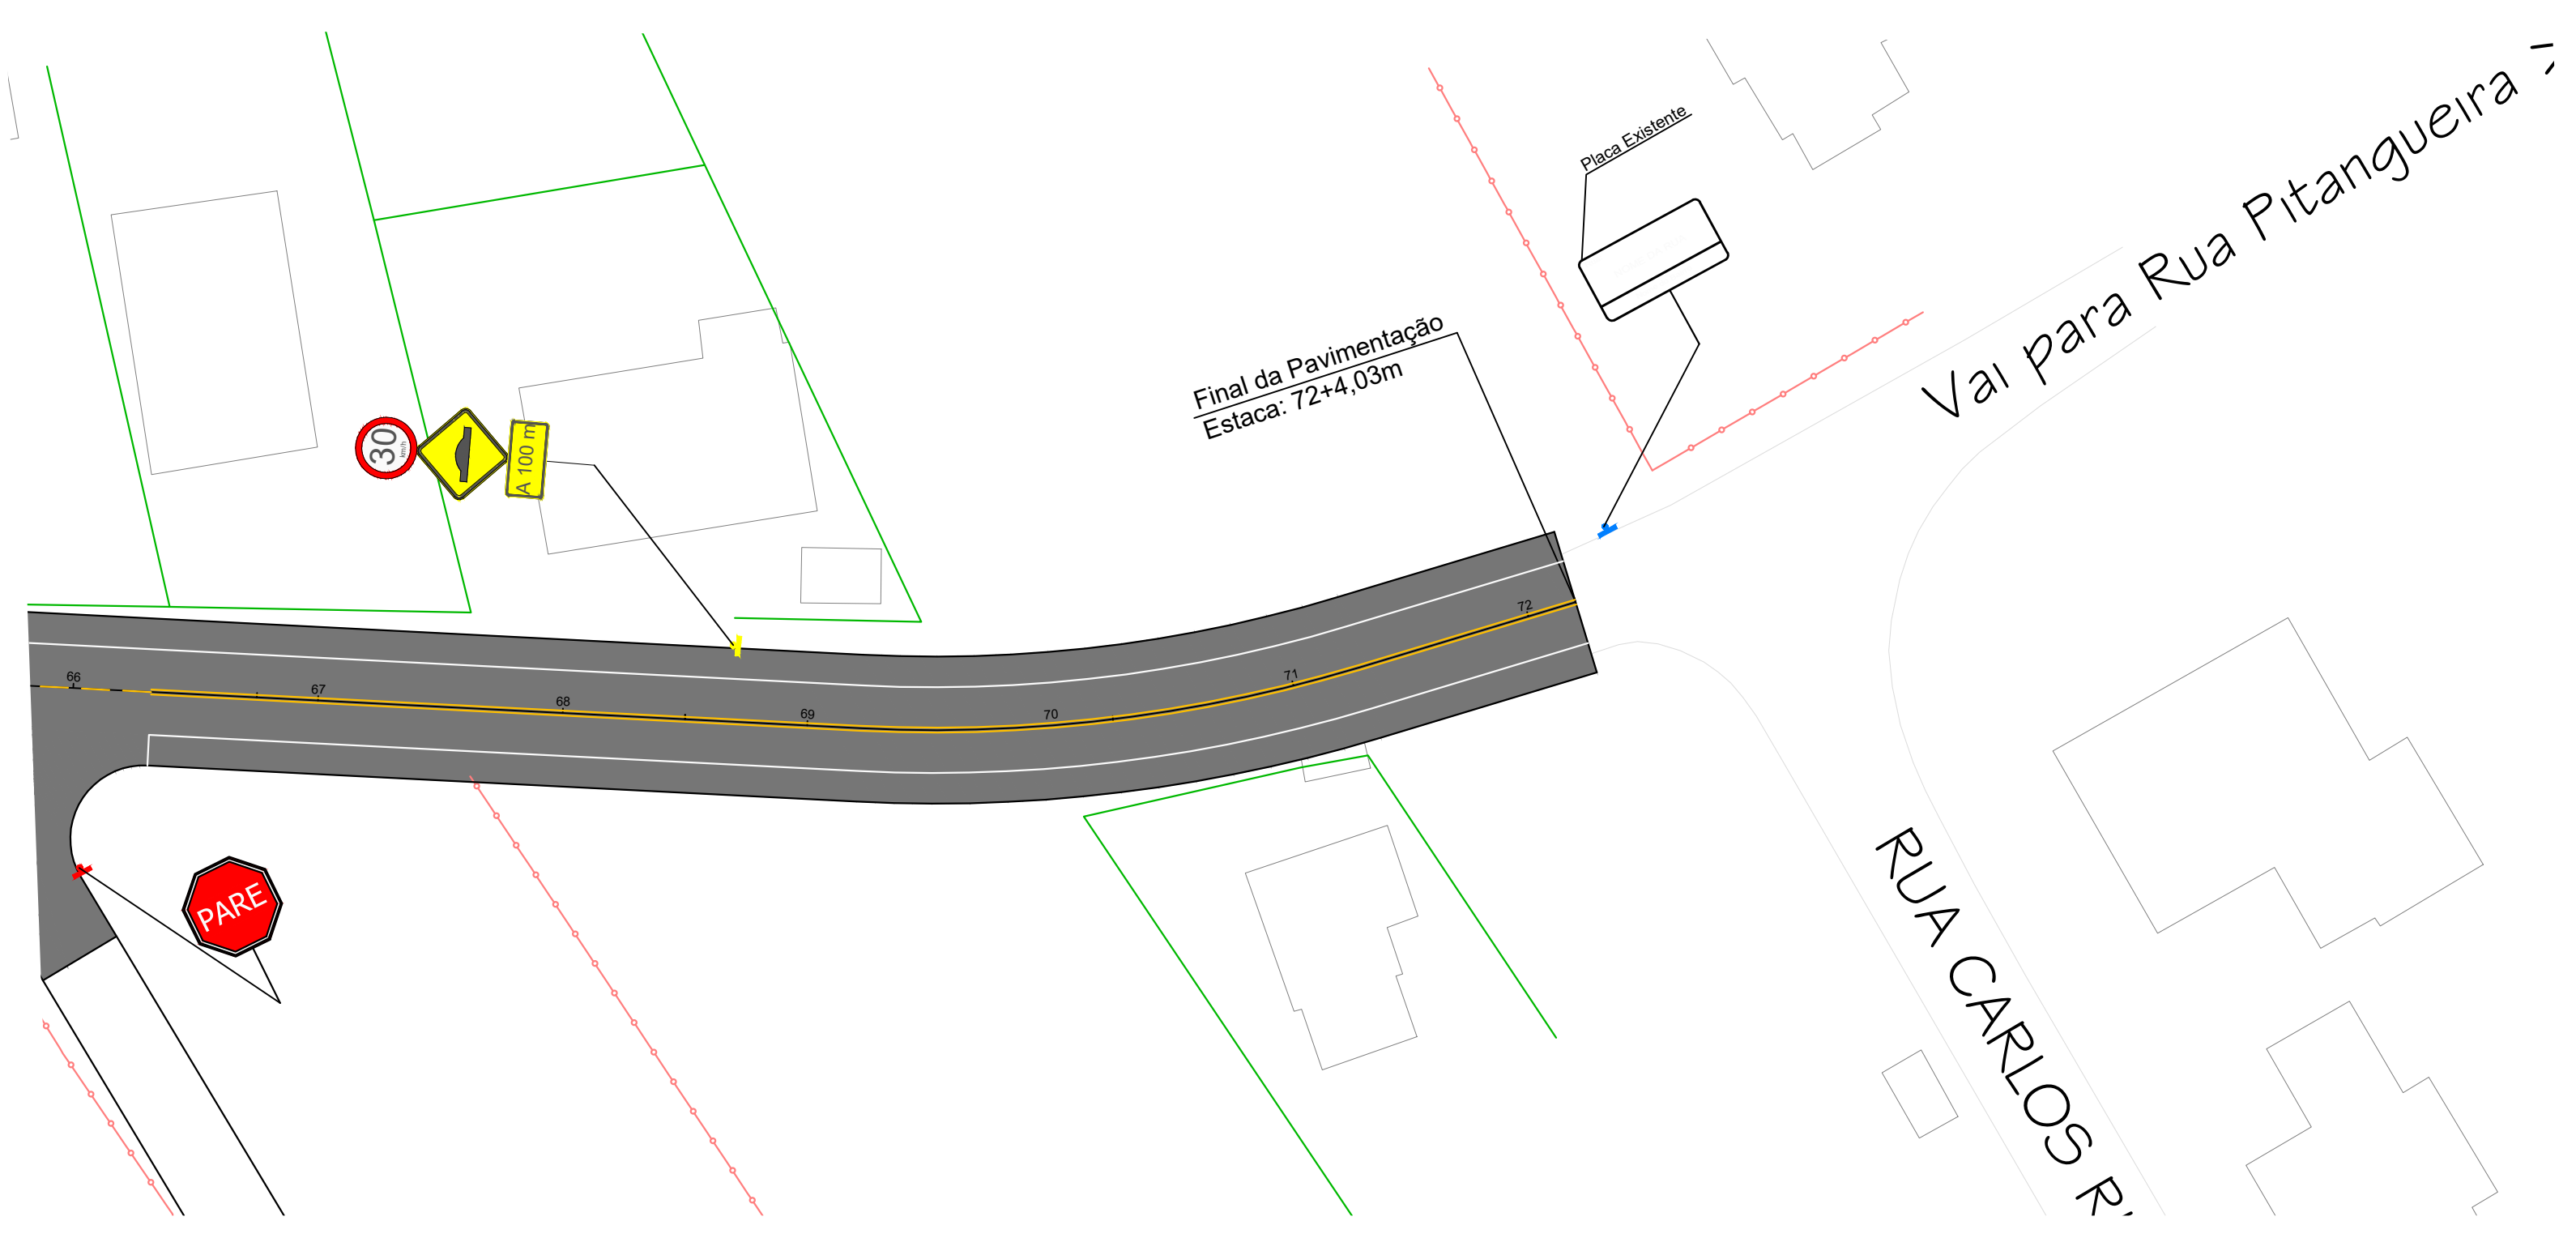 Placa Existente
Vai para Rua Pitangueira
Final da Pavimentação
Estaca: 72+4,03m
30
km/h
A 100 m
66
67
68
69
70
71
72
PARE
RUA CARLOS